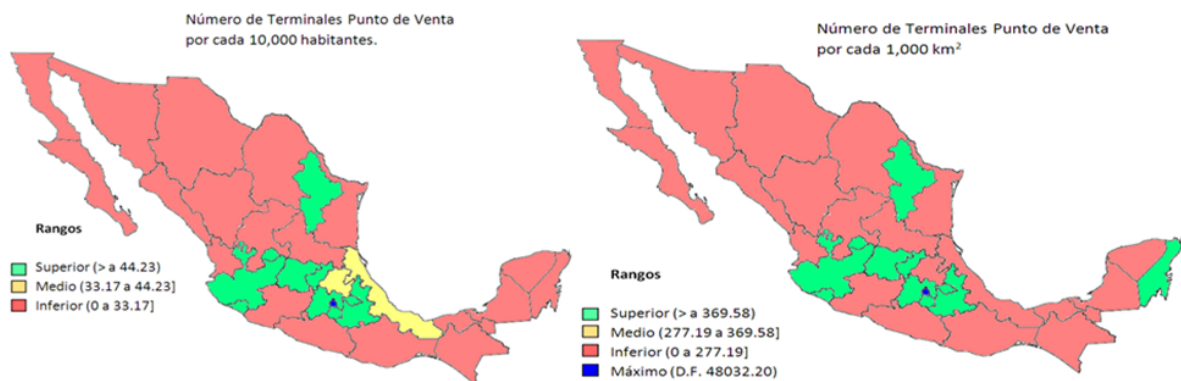 Número de Terminales Punto de Venta
por cada 10,000 habitantes.
Rangos
Superior (> a 44.23)
Medio (33.17 a 44.23]
Inferior (0 a 33.17]
Número de Terminales Punto de Venta
por cada 1,000 km²
Rangos
Superior (> a 369.58)
Medio (277.19 a 369.58]
Inferior (0 a 277.19]
Máximo (D.F. 48032.20)